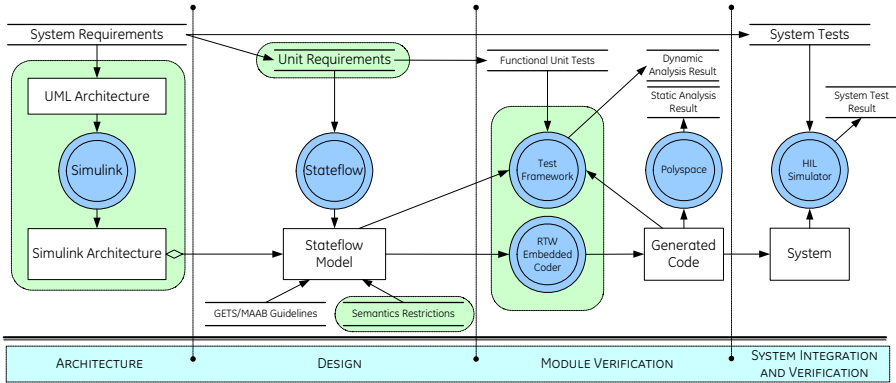 System Requirements
UML Architecture
Simulink
Simulink Architecture
Unit Requirements
Stateflow
Stateflow
Model
GETS/MAAB Guidelines
Semantics Restrictions
Functional Unit Tests
Dynamic
Analysis Result
Static Analysis
Result
Test
Framework
Polyspace
RTW
Embedded
Coder
Generated
Code
System Tests
System Test
Result
HIL
Simulator
System
ARCHITECTURE
DESIGN
MODULE VERIFICATION
SYSTEM INTEGRATION
AND VERIFICATION